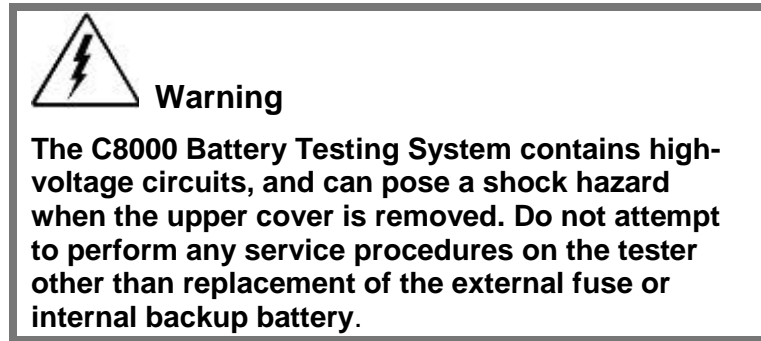 Warning
The C8000 Battery Testing System contains high-
voltage circuits, and can pose a shock hazard
when the upper cover is removed. Do not attempt
to perform any service procedures on the tester
other than replacement of the external fuse or
internal backup battery.